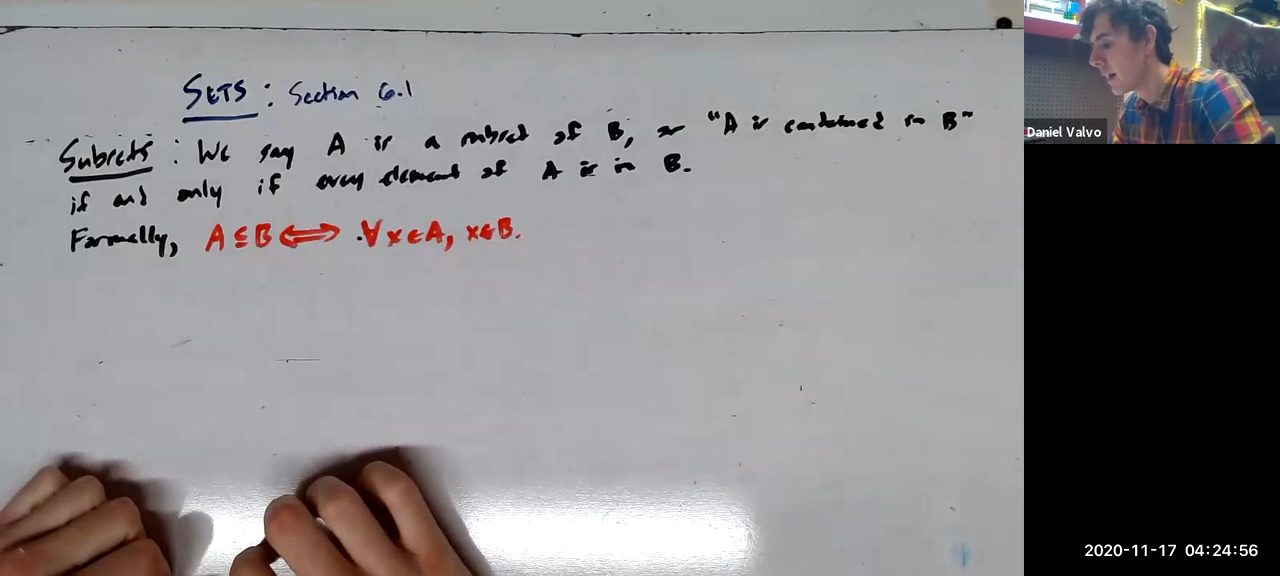 SETS: Section 6.1
Subsets: We say A is a subset of B, or "A is contained in B"
if and only if every element of A is in B.
Formally, A ⊆ B ⟺ ∀ x ∈ A, x ∈ B.
Daniel Valvo
2020-11-17 04:24:56